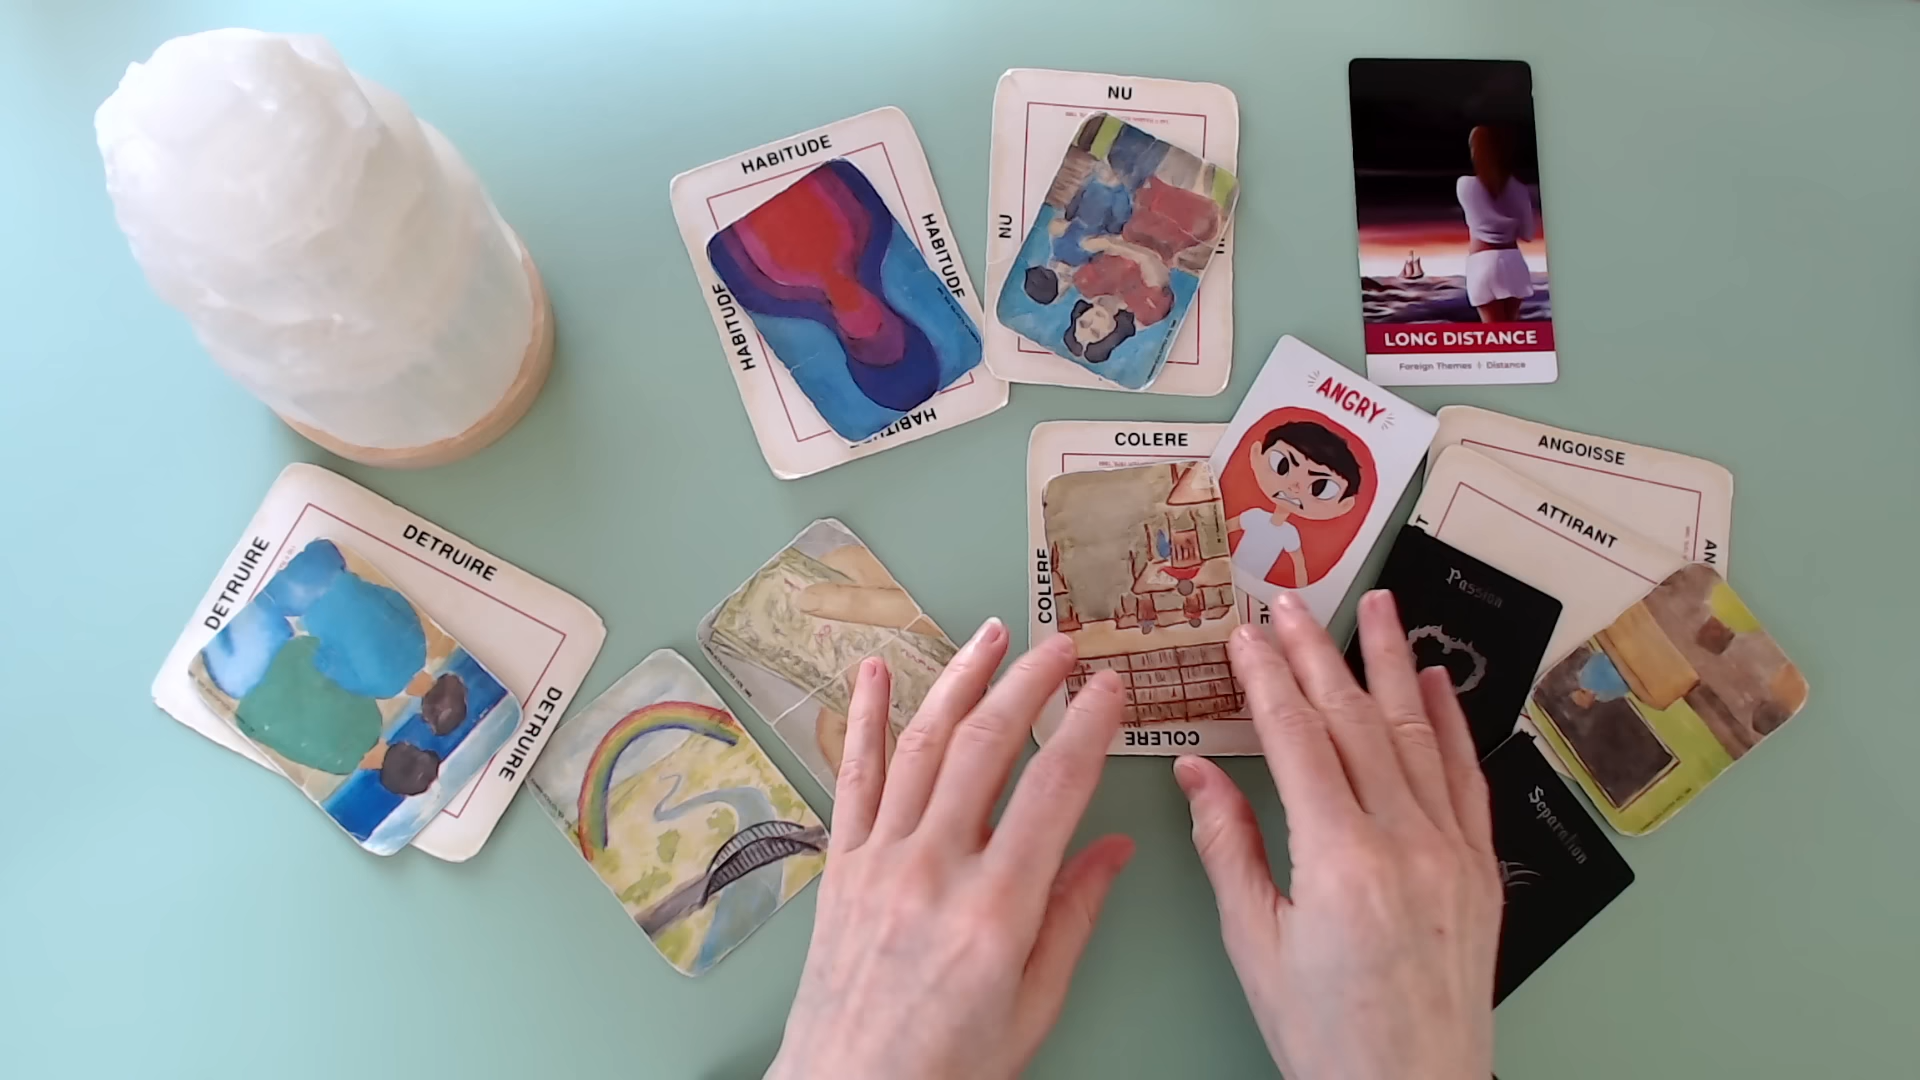 NU
NU
HABITUDE
HABITUDE
HABITUDE
HABITUDE
LONG DISTANCE
Foreign Themes | Distance
ANGRY
COLERE
COLERE
COLERE
ANGOISSE
ATTIRANT
Passion
Separation
DETRUIRE
DETRUIRE
DETRUIRE